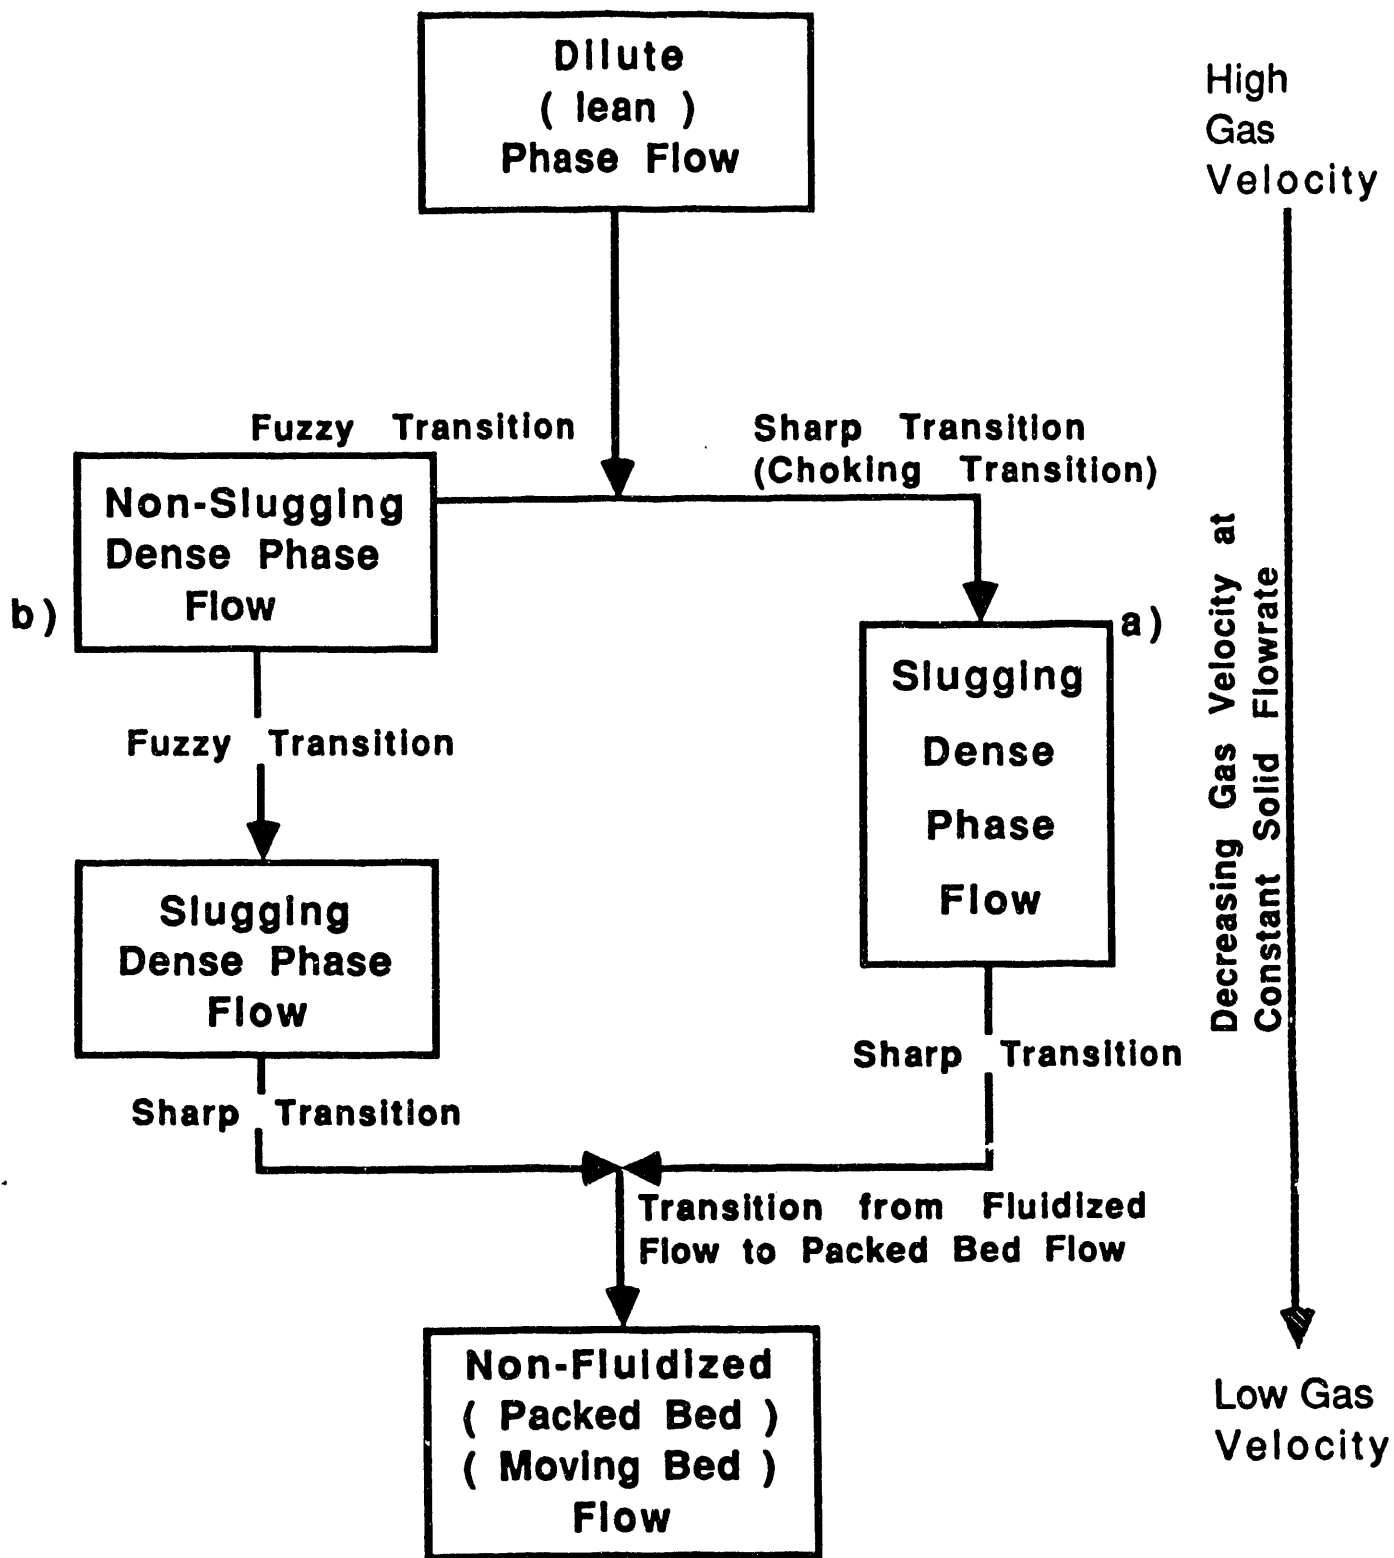 Dilute
( lean )
Phase Flow
High
Gas
Velocity
Fuzzy Transition
Sharp Transition
(Choking Transition)
Non-Slugging
Dense Phase
Flow
b)
a)
Slugging
Dense
Phase
Flow
Decreasing Gas Velocity at
Constant Solid Flowrate
Fuzzy Transition
Slugging
Dense Phase
Flow
Sharp Transition
Sharp Transition
Transition from Fluidized
Flow to Packed Bed Flow
Non-Fluidized
( Packed Bed )
( Moving Bed )
Flow
Low Gas
Velocity